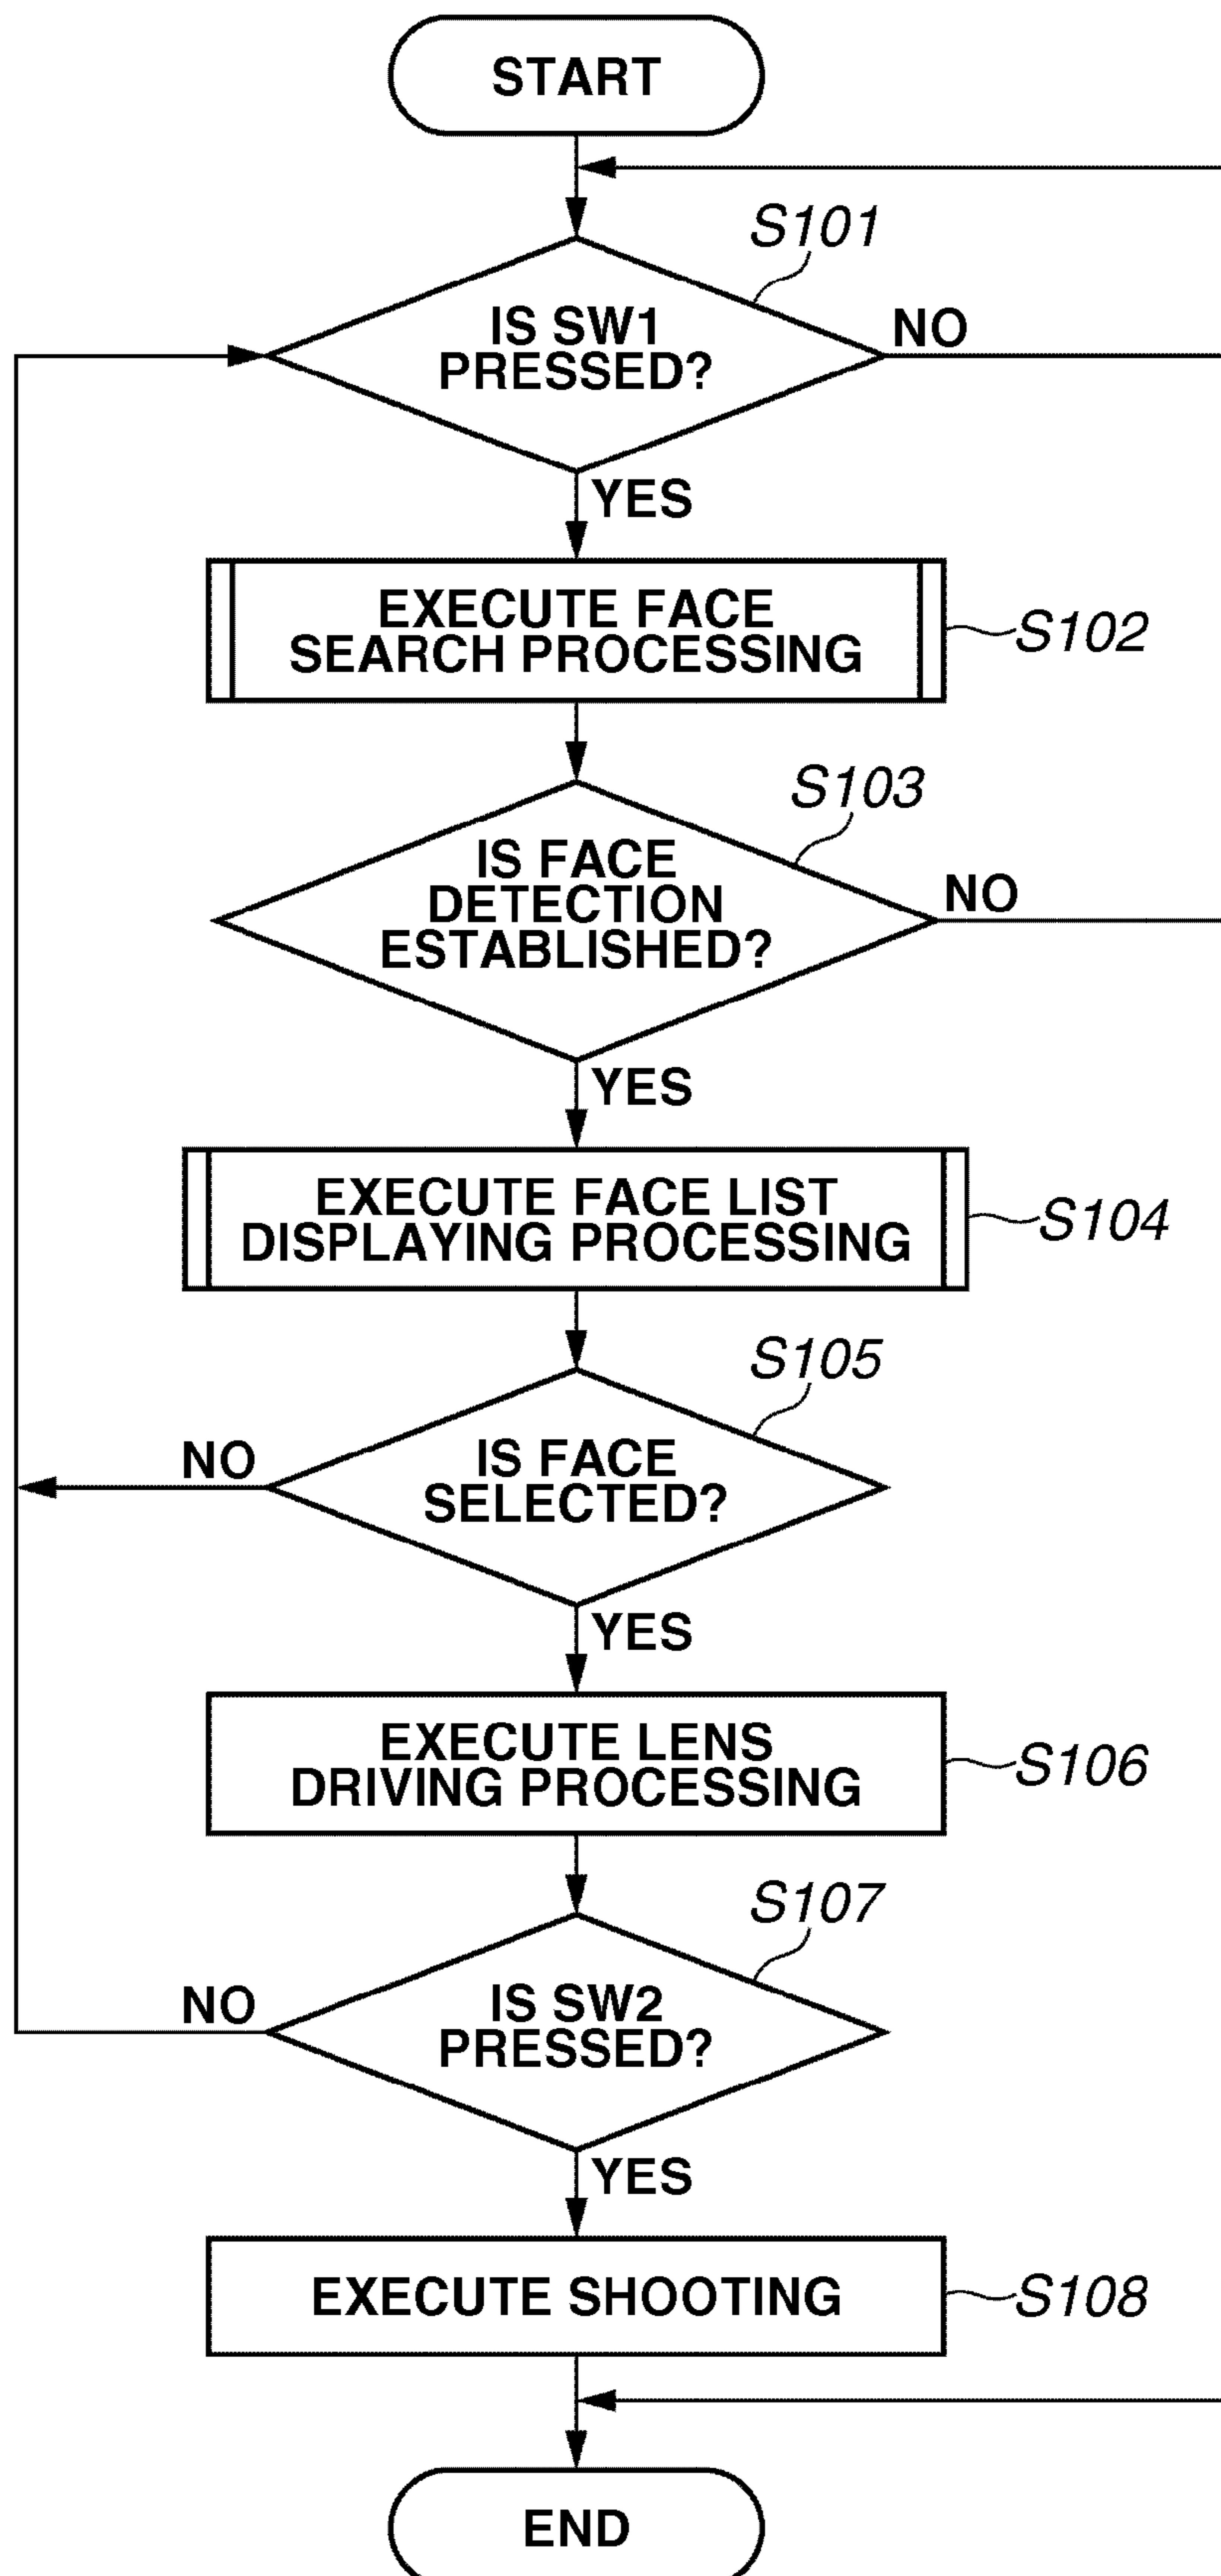 START
S101
IS SW1
PRESSED?
NO
YES
EXECUTE FACE
SEARCH PROCESSING
S102
S103
IS FACE
DETECTION
ESTABLISHED?
NO
YES
EXECUTE FACE LIST
DISPLAYING PROCESSING
S104
S105
IS FACE
SELECTED?
NO
YES
EXECUTE LENS
DRIVING PROCESSING
S106
S107
IS SW2
PRESSED?
NO
YES
EXECUTE SHOOTING
S108
END